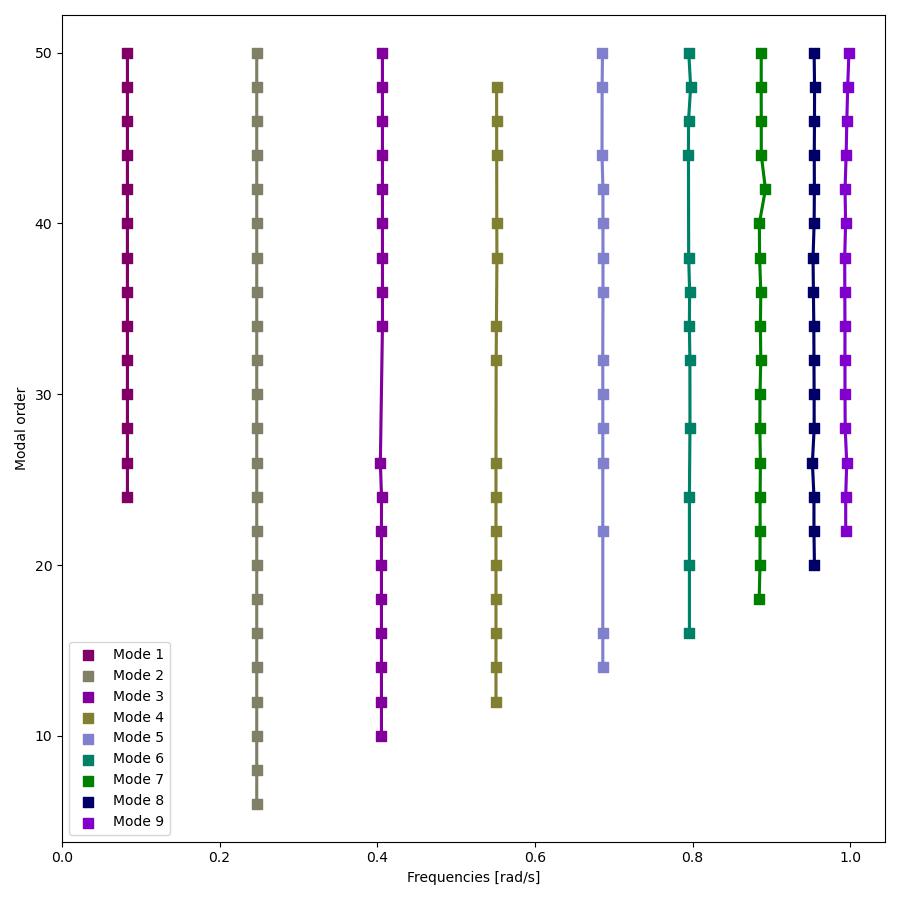 50
40
30
20
10
Modal order
Mode 1
Mode 2
Mode 3
Mode 4
Mode 5
Mode 6
Mode 7
Mode 8
Mode 9
0.0 0.2 0.4 0.6 0.8 1.0
Frequencies [rad/s]